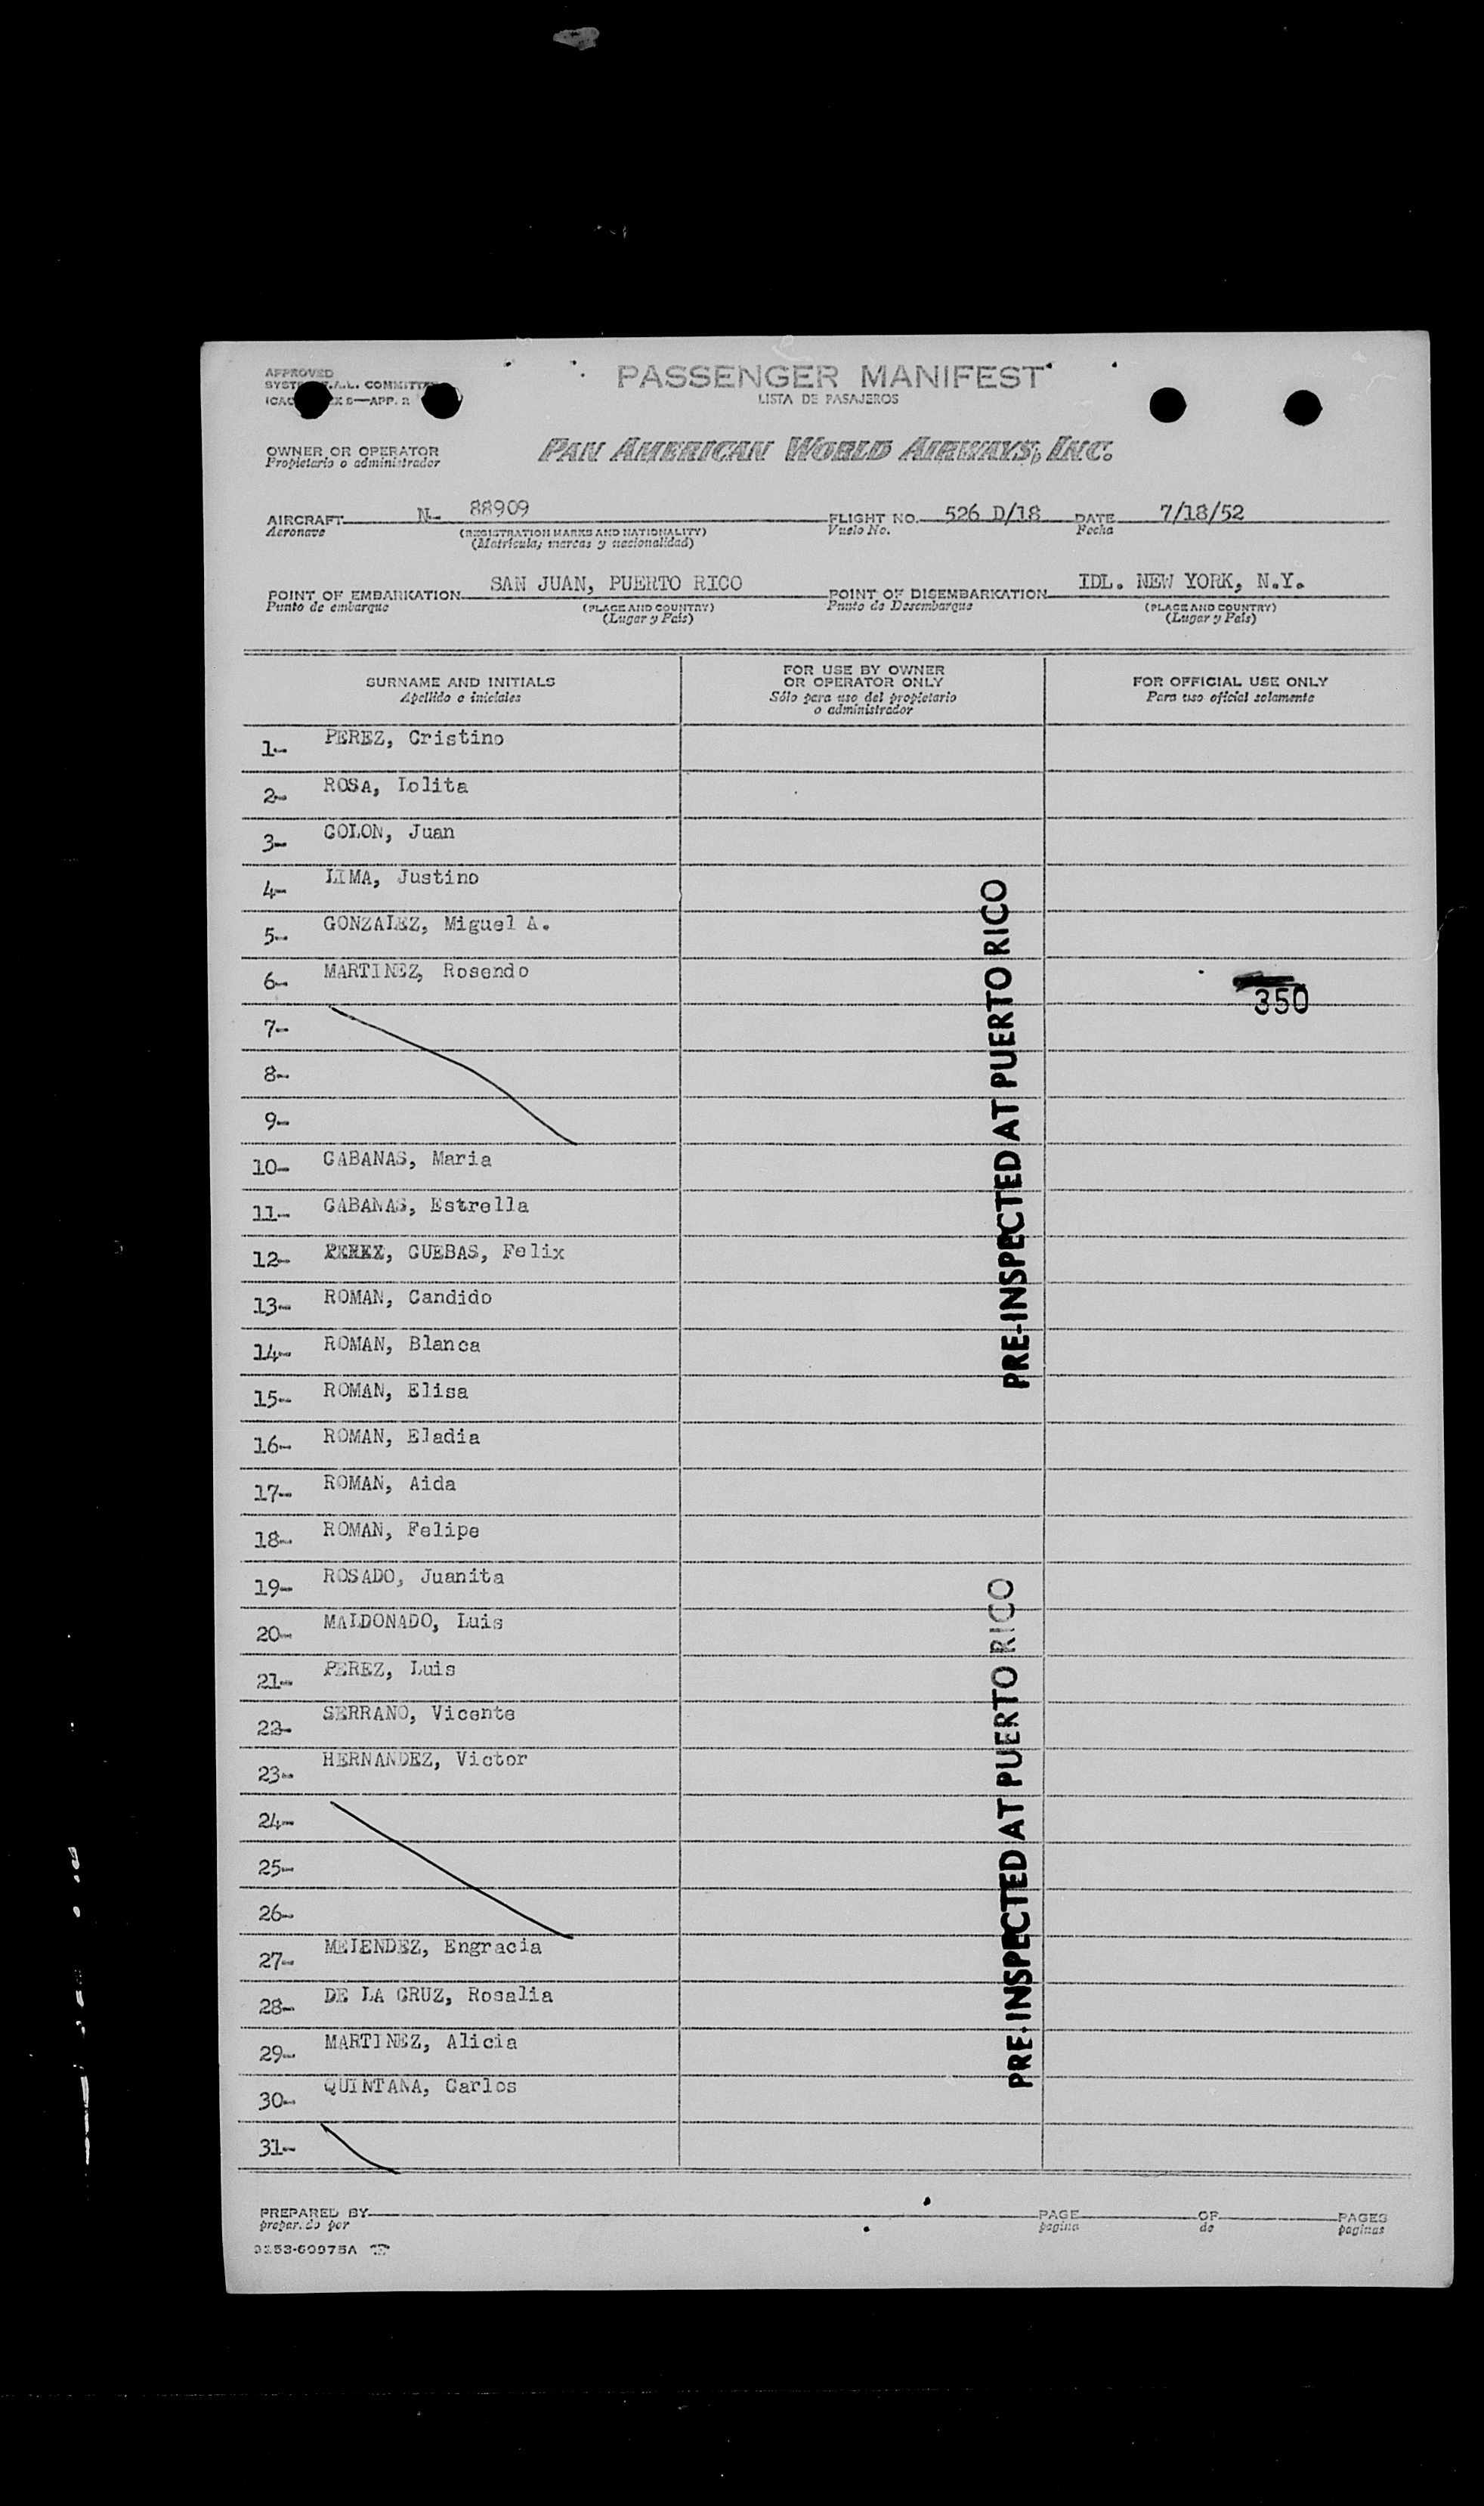 APPROVED
PASSENGER MANIFEST
LISTA DE PASAJEROS
OWNER OR OPERATOR
Propietario o administrador
PAN AMERICAN WORLD AIRWAYS, INC.
AIRCRAFT N- 88909 FLIGHT NO. 526 D/18 DATE 7/18/52
Aeronave (REGISTRATION MARKS AND NATIONALITY) Vuelo No. Fecha
(Matricula, marcas y nacionalidad)
POINT OF EMBARKATION SAN JUAN, PUERTO RICO POINT OF DISEMBARKATION IDL. NEW YORK, N.Y.
Punto de embarque (PLACE AND COUNTRY) Punto de Desembarque (PLACE AND COUNTRY)
(Lugar y País) (Lugar y País)
SURNAME AND INITIALS
Apellido o iniciales
FOR USE BY OWNER
OR OPERATOR ONLY
Sólo para uso del propietario
o administrador
FOR OFFICIAL USE ONLY
Para uso oficial solamente
1- PEREZ, Cristino
2- ROSA, Lolita
3- COLON, Juan
4- LIMA, Justino
5- GONZALEZ, Miguel A.
6- MARTINEZ, Rosendo
350
7-
8-
9-
10- CABANAS, Maria
11- CABANAS, Estrella
12- PEREZ, CUEBAS, Felix
13- ROMAN, Candido
14- ROMAN, Blanca
15- ROMAN, Elisa
16- ROMAN, Eladia
17- ROMAN, Aida
18- ROMAN, Felipe
19- ROSADO, Juanita
20- MALDONADO, Luis
21- PEREZ, Luis
22- SERRANO, Vicente
23- HERNANDEZ, Victor
24-
25-
26-
27- MELENDEZ, Engracia
28- DE LA CRUZ, Rosalia
29- MARTINEZ, Alicia
30- QUINTANA, Carlos
31-
PRE-INSPECTED AT PUERTO RICO
PRE-INSPECTED AT PUERTO RICO
PREPARED BY PAGE OF PAGES
preparado por pagina de paginas